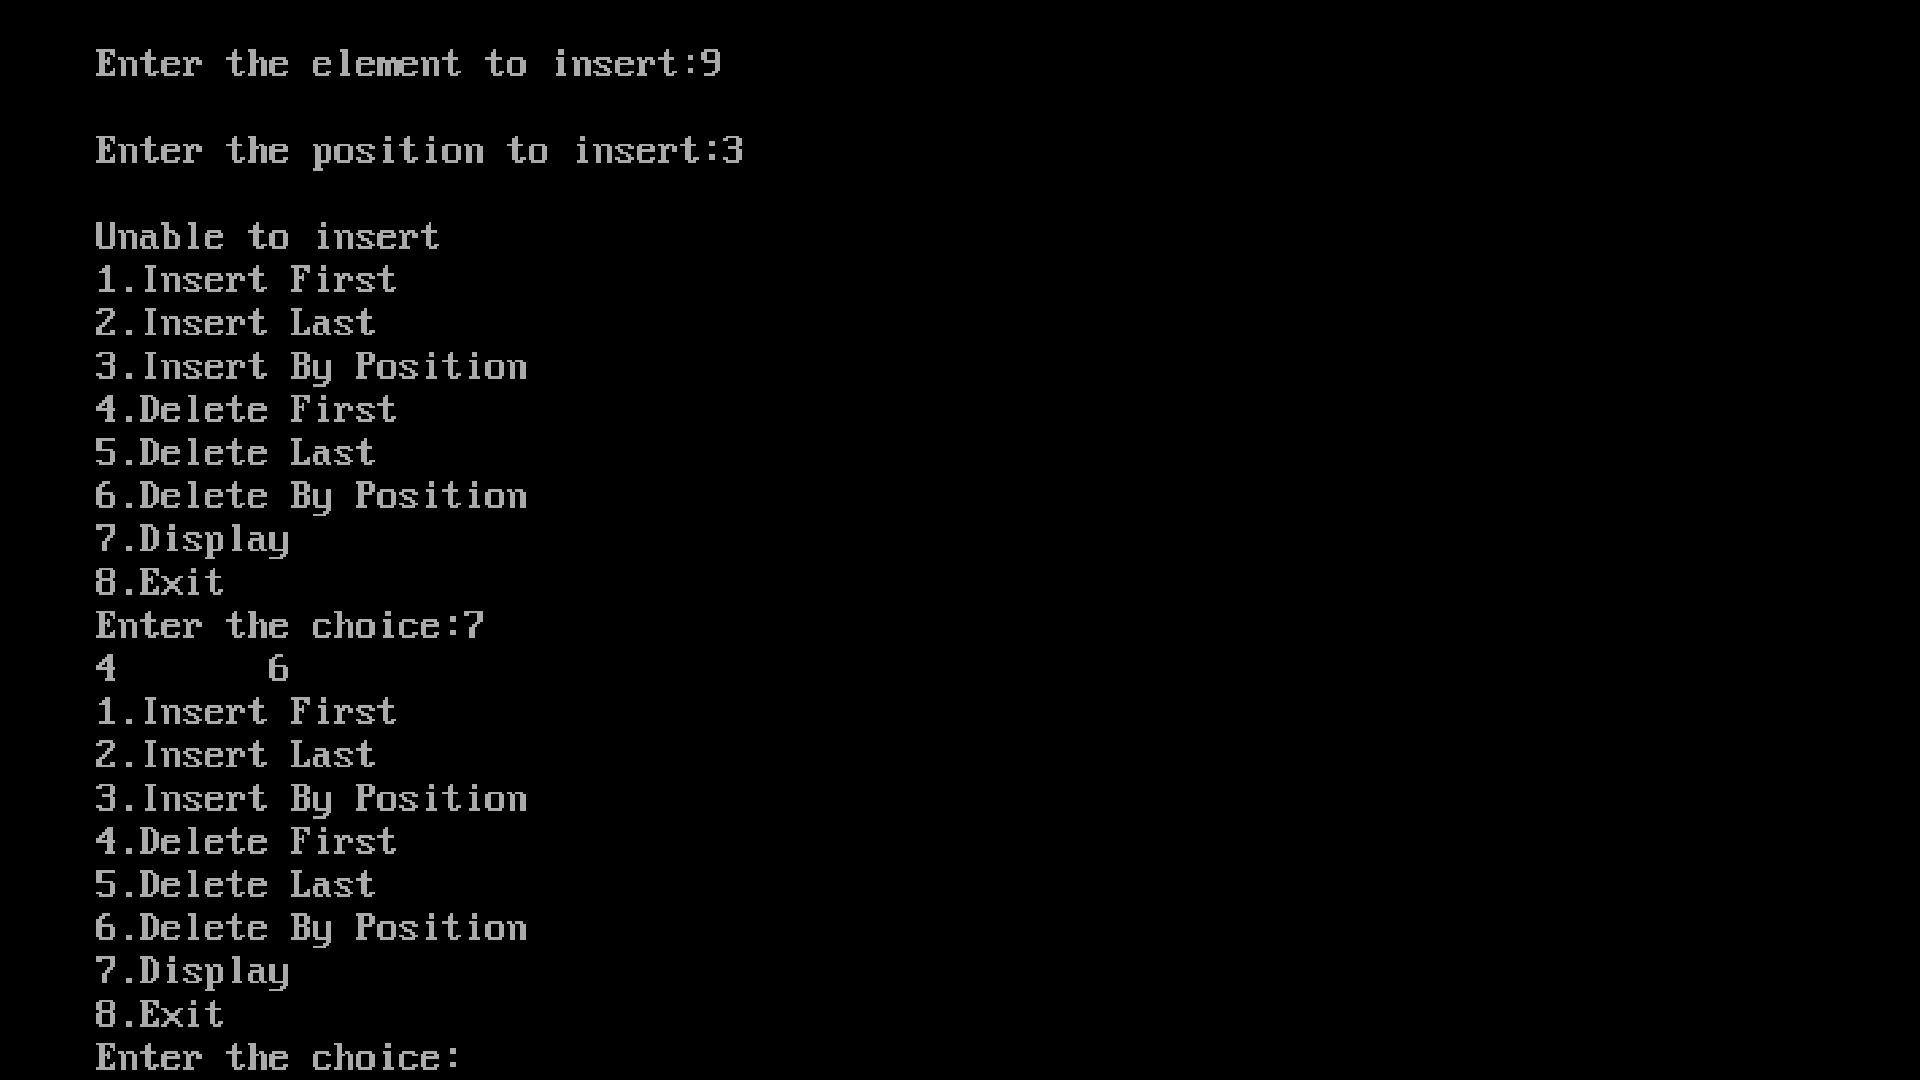 Enter the element to insert:9
Enter the position to insert:3
Unable to insert
1.Insert First
2.Insert Last
3.Insert By Position
4.Delete First
5.Delete Last
6.Delete By Position
7.Display
8.Exit
Enter the choice:7
4       6
1.Insert First
2.Insert Last
3.Insert By Position
4.Delete First
5.Delete Last
6.Delete By Position
7.Display
8.Exit
Enter the choice: